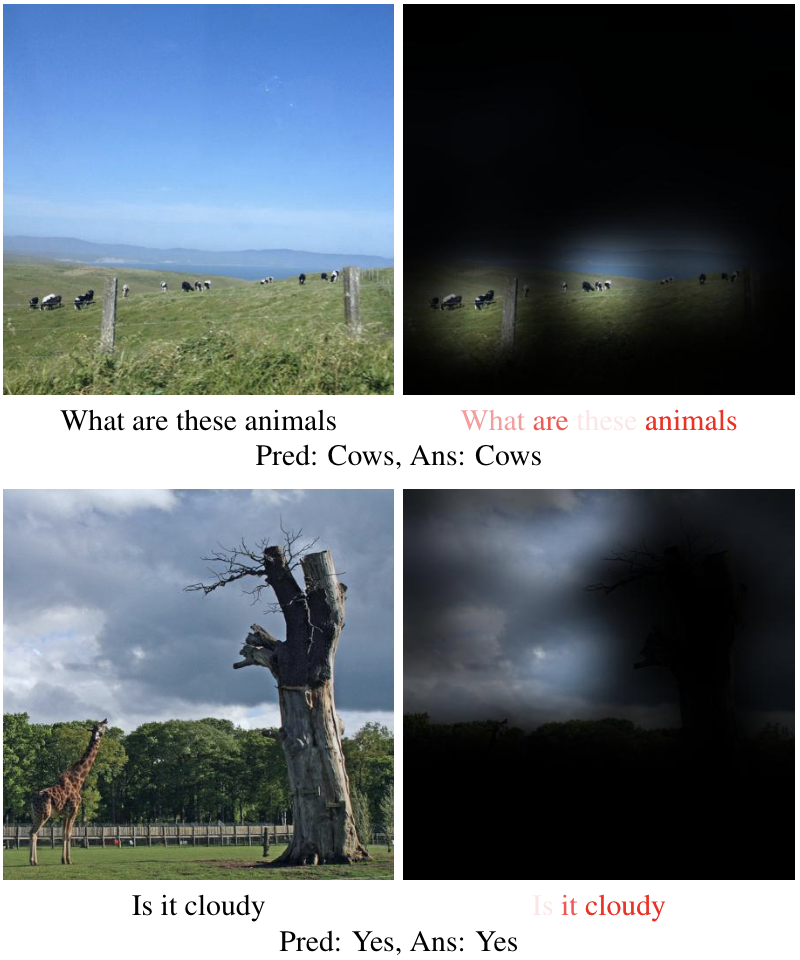 What are these animals
What are these animals
Pred: Cows, Ans: Cows
Is it cloudy
Is it cloudy
Pred: Yes, Ans: Yes